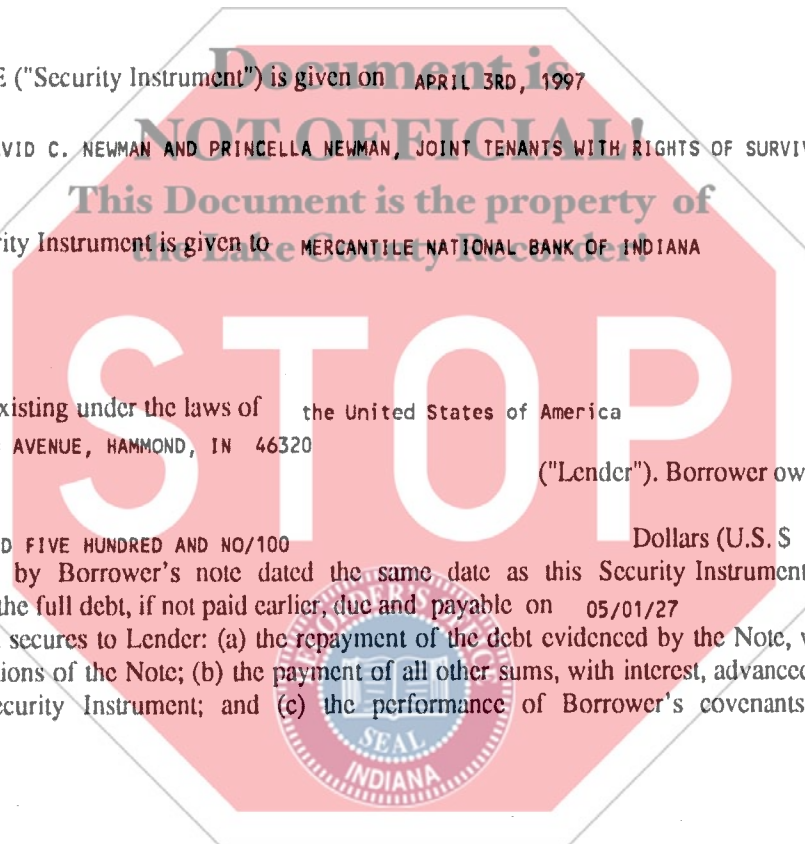 Document is
E ("Security Instrument") is given on APRIL 3RD, 1997
NOT OFFICIAL!
VID C. NEWMAN AND PRINCELLA NEWMAN, JOINT TENANTS WITH RIGHTS OF SURVIV
This Document is the property of
rity Instrument is given to MERCANTILE NATIONAL BANK OF INDIANA
the Lake County Recorder!
STOP
xisting under the laws of the United States of America
AVENUE, HAMMOND, IN 46320
("Lender"). Borrower ow
D FIVE HUNDRED AND NO/100 Dollars (U.S. $
by Borrower's note dated the same date as this Security Instrument
the full debt, if not paid earlier, due and payable on 05/01/27
secures to Lender: (a) the repayment of the debt evidenced by the Note, w
ions of the Note; (b) the payment of all other sums, with interest, advanced
ecurity Instrument; and (c) the performance of Borrower's covenants
SEAL
INDIANA